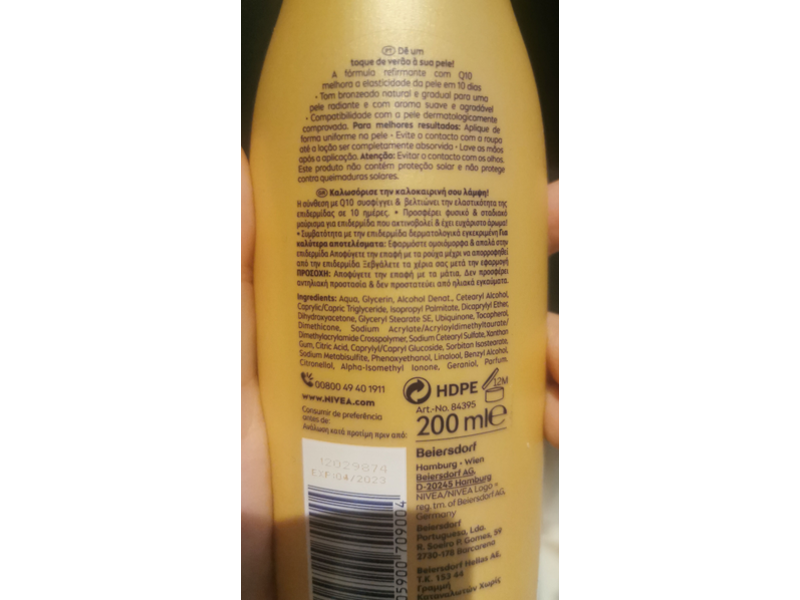 PT Dê um
toque de verão à sua pele!
A fórmula refirmante com Q10
melhora a elasticidade da pele em 10 dias
• Tom bronzeado natural e gradual para uma
pele radiante e com aroma suave e agradável
• Compatibilidade com a pele dermatologicamente
comprovada. Para melhores resultados: Aplique de
forma uniforme na pele • Evite o contacto com a roupa
até a loção ser completamente absorvida • Lave as mãos
após a aplicação. Atenção: Evitar o contacto com os olhos.
Este produto não contém proteção solar e não protege
contra queimaduras solares.
GR Καλωσόρισε την καλοκαιρινή σου λάμψη!
Η σύνθεση με Q10 συσφίγγει & βελτιώνει την ελαστικότητα της
επιδερμίδας σε 10 ημέρες. • Προσφέρει φυσικό & σταδιακό
μαύρισμα για επιδερμίδα που ακτινοβολεί & έχει ευχάριστο άρωμα!
• Συμβατότητα με την επιδερμίδα δερματολογικά εγκεκριμένη Για
καλύτερα αποτελέσματα: Εφαρμόστε ομοιόμορφα & απαλά στην
επιδερμίδα Αποφύγετε την επαφή με τα ρούχα μέχρι να απορροφηθεί
από την επιδερμίδα Ξεβγάλετε τα χέρια σας μετά την εφαρμογή
ΠΡΟΣΟΧΗ: Αποφύγετε την επαφή με τα μάτια. Δεν προσφέρει
αντηλιακή προστασία & δεν προστατεύει από ηλιακά εγκαύματα.
Ingredients: Aqua, Glycerin, Alcohol Denat., Cetearyl Alcohol,
Caprylic/Capric Triglyceride, Isopropyl Palmitate, Dicaprylyl Ether,
Dihydroxyacetone, Glyceryl Stearate SE, Ubiquinone, Tocopherol,
Dimethicone, Sodium Acrylate/Acryloyldimethyltaurate/
Dimethylacrylamide Crosspolymer, Sodium Cetearyl Sulfate, Xanthan
Gum, Citric Acid, Caprylyl/Capryl Glucoside, Sorbitan Isostearate,
Sodium Metabisulfite, Phenoxyethanol, Linalool, Benzyl Alcohol,
Citronellol, Alpha-Isomethyl Ionone, Geraniol, Parfum.
00800 49 40 1911
www.NIVEA.com
Consumir de preferência
antes de:
Ανάλωση κατά προτίμηση πριν από:
12029874
EXP:04/2023
05900 709004
HDPE 12M
Art.-No. 84395
200 ml e
Beiersdorf
Hamburg • Wien
Beiersdorf AG,
D-20245 Hamburg
NIVEA/NIVEA Logo =
reg. tm. of Beiersdorf AG,
Germany
Beiersdorf
Portuguesa, Lda.
R. Soeiro P. Gomes, 59
2730-178 Barcarena
Beiersdorf Hellas AE.
T.K. 153 44
Γραμμή
Καταναλωτών Χωρίς